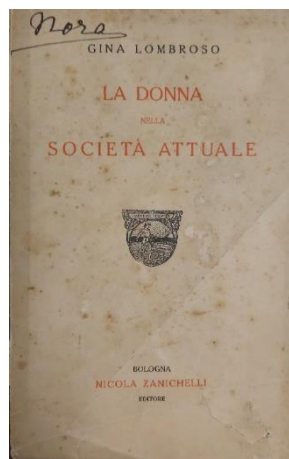 Nora
GINA LOMBROSO
LA DONNA
NELLA
SOCIETÀ ATTUALE
BOLOGNA
NICOLA ZANICHELLI
EDITORE